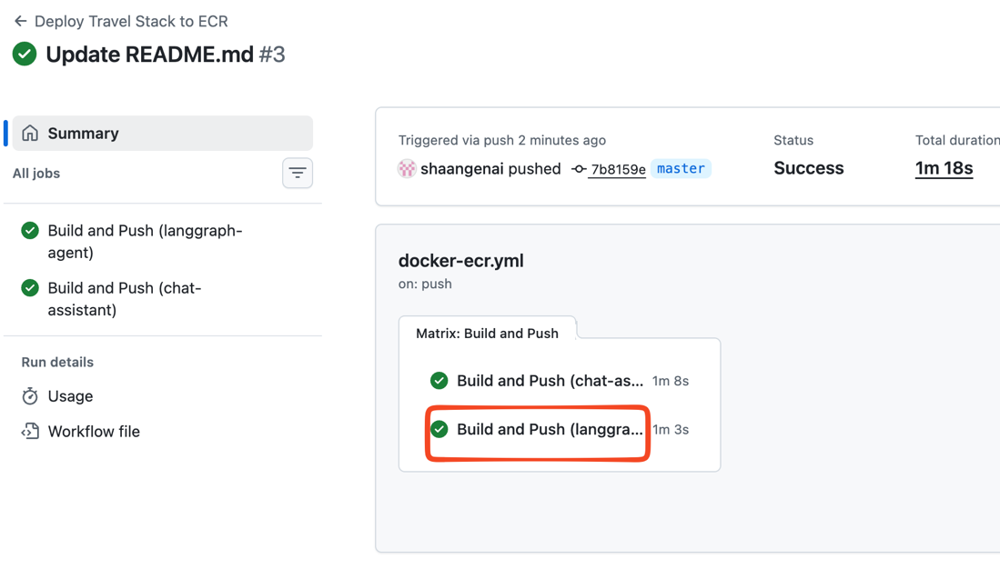 ← Deploy Travel Stack to ECR
Update README.md #3
Summary
All jobs
Build and Push (langgraph-
agent)
Build and Push (chat-
assistant)
Run details
Usage
Workflow file
Triggered via push 2 minutes ago
shaangenai pushed 7b8159e master
Status
Success
Total duration
1m 18s
docker-ecr.yml
on: push
Matrix: Build and Push
Build and Push (chat-as... 1m 8s
Build and Push (langgra... 1m 3s